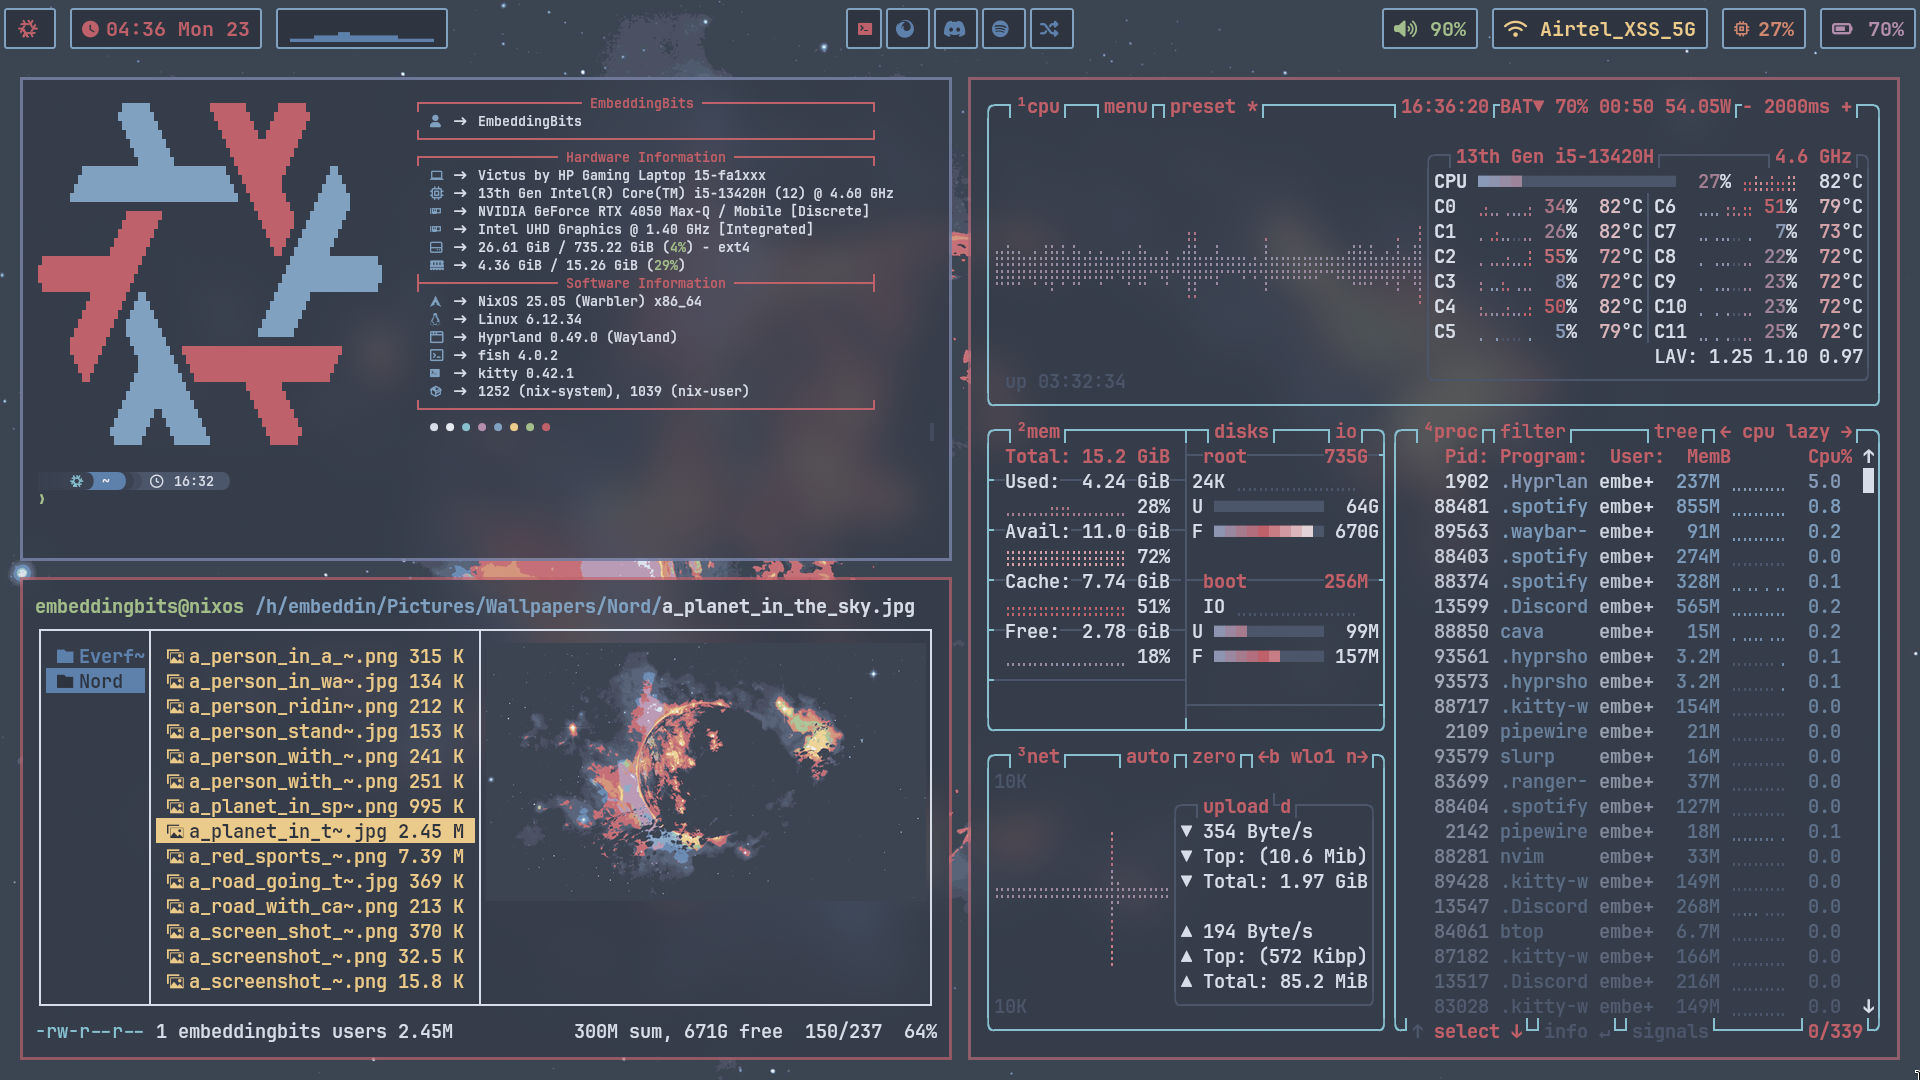 04:36 Mon 23
90%
Airtel_XSS_5G
27%
70%
EmbeddingBits
EmbeddingBits
Hardware Information
Victus by HP Gaming Laptop 15-fa1xxx
13th Gen Intel(R) Core(TM) i5-13420H (12) @ 4.60 GHz
NVIDIA GeForce RTX 4050 Max-Q / Mobile [Discrete]
Intel UHD Graphics @ 1.40 GHz [Integrated]
26.61 GiB / 735.22 GiB (4%) - ext4
4.36 GiB / 15.26 GiB (29%)
Software Information
NixOS 25.05 (Warbler) x86_64
Linux 6.12.34
Hyprland 0.49.0 (Wayland)
fish 4.0.2
kitty 0.42.1
1252 (nix-system), 1039 (nix-user)
~ 16:32
embeddingbits@nixos /h/embeddin/Pictures/Wallpapers/Nord/a_planet_in_the_sky.jpg
Everf~
Nord
a_person_in_a_~.png 315 K
a_person_in_wa~.jpg 134 K
a_person_ridin~.png 212 K
a_person_stand~.jpg 153 K
a_person_with_~.png 241 K
a_person_with_~.png 251 K
a_planet_in_sp~.png 995 K
a_planet_in_t~.jpg 2.45 M
a_red_sports_~.png 7.39 M
a_road_going_t~.jpg 369 K
a_road_with_ca~.png 213 K
a_screen_shot_~.png 370 K
a_screenshot_~.png 32.5 K
a_screenshot_~.png 15.8 K
-rw-r--r-- 1 embeddingbits users 2.45M 300M sum, 671G free 150/237 64%
¹cpu menu preset * 16:36:20 BAT▼ 70% 00:50 54.05W - 2000ms +
13th Gen i5-13420H 4.6 GHz
CPU 27% 82°C
C0 34% 82°C C6 51% 79°C
C1 26% 82°C C7 7% 73°C
C2 55% 72°C C8 22% 72°C
C3 8% 72°C C9 23% 72°C
C4 50% 82°C C10 23% 72°C
C5 5% 79°C C11 25% 72°C
LAV: 1.25 1.10 0.97
up 03:32:34
²mem disks io
Total: 15.2 GiB root 735G
Used: 4.24 GiB 24K
28% U 64G
Avail: 11.0 GiB F 670G
72%
Cache: 7.74 GiB boot 256M
51% IO
Free: 2.78 GiB U 99M
18% F 157M
³net auto zero ←b wlo1 n→
10K
upload d
▼ 354 Byte/s
▼ Top: (10.6 Mib)
▼ Total: 1.97 GiB
▲ 194 Byte/s
▲ Top: (572 Kibp)
▲ Total: 85.2 MiB
10K
⁴proc filter tree ← cpu lazy →
Pid: Program: User: MemB Cpu% ↑
1902 .Hyprlan embe+ 237M 5.0
88481 .spotify embe+ 855M 0.8
89563 .waybar- embe+ 91M 0.2
88403 .spotify embe+ 274M 0.0
88374 .spotify embe+ 328M 0.1
13599 .Discord embe+ 565M 0.2
88850 cava embe+ 15M 0.2
93561 .hyprsho embe+ 3.2M 0.1
93573 .hyprsho embe+ 3.2M 0.1
88717 .kitty-w embe+ 154M 0.0
2109 pipewire embe+ 21M 0.0
93579 slurp embe+ 16M 0.0
83699 .ranger- embe+ 37M 0.0
88404 .spotify embe+ 127M 0.0
2142 pipewire embe+ 18M 0.1
88281 nvim embe+ 33M 0.0
89428 .kitty-w embe+ 149M 0.0
13547 .Discord embe+ 268M 0.0
84061 btop embe+ 6.7M 0.0
87182 .kitty-w embe+ 166M 0.0
13517 .Discord embe+ 216M 0.0
83028 .kitty-w embe+ 149M 0.0 ↓
↑ select ↓ info ↵ signals 0/339